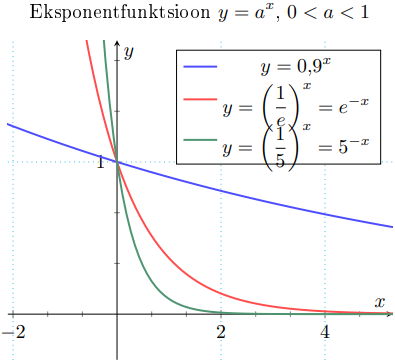 Eksponentfunktsioon y = a^x, 0 < a < 1
y
y = 0,9^x
y = (1/e)^x = e^{-x}
y = (1/5)^x = 5^{-x}
1
x
−2 2 4